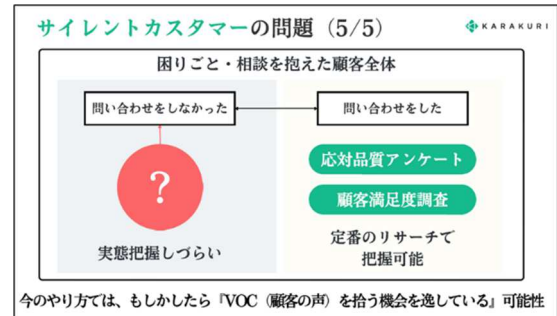 サイレントカスタマーの問題（5/5）
KARAKURI
困りごと・相談を抱えた顧客全体
問い合わせをしなかった
問い合わせをした
?
実態把握しづらい
応対品質アンケート
顧客満足度調査
定番のリサーチで
把握可能
今のやり方では、もしかしたら『VOC（顧客の声）を拾う機会を逸している』可能性